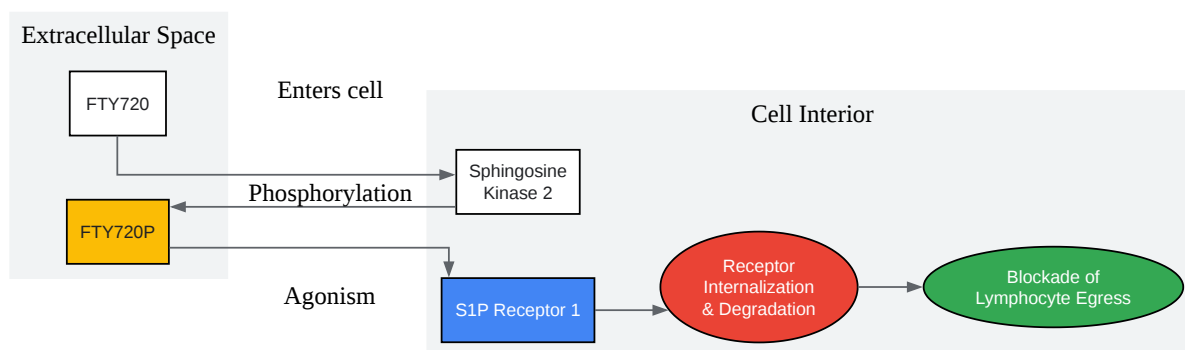 Extracellular Space
FTY720
Enters cell
Cell Interior
Sphingosine
Kinase 2
Phosphorylation
FTY720P
Agonism
S1P Receptor 1
Receptor
Internalization
& Degradation
Blockade of
Lymphocyte Egress